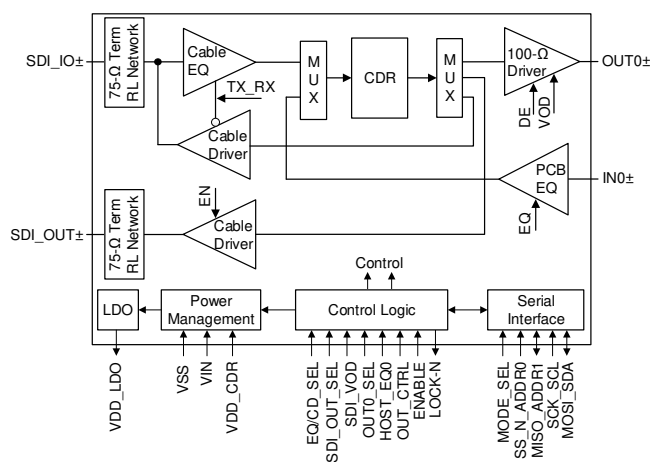 SDI_IO±
75-Ω Term
RL Network
Cable
EQ
TX_RX
MUX
CDR
MUX
100-Ω
Driver
OUT0±
DE
VOD
Cable
Driver
PCB
EQ
IN0±
EQ
SDI_OUT±
75-Ω Term
RL Network
EN
Cable
Driver
Control
LDO
Power
Management
Control Logic
Serial
Interface
VDD_LDO
VSS
VIN
VDD_CDR
EQ/CD_SEL
SDI_OUT_SEL
SDI_VOD
OUT0_SEL
HOST_EQ0
OUT_CTRL
ENABLE
LOCK-N
MODE_SEL
SS_N_ADDR0
MISO_ADDR1
SCK_SCL
MOSI_SDA